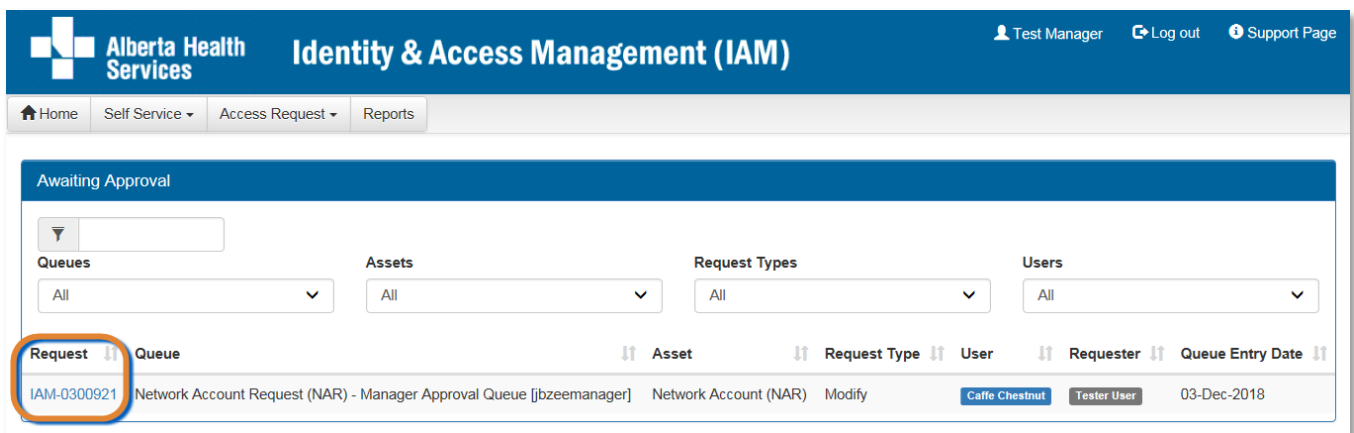 Alberta Health Services
Identity & Access Management (IAM)
Test Manager Log out Support Page
Home Self Service Access Request Reports
Awaiting Approval
Queues Assets Request Types Users
All All All All
Request Queue Asset Request Type User Requester Queue Entry Date
IAM-0300921 Network Account Request (NAR) - Manager Approval Queue [jbzeemanager] Network Account (NAR) Modify Caffe Chestnut Tester User 03-Dec-2018